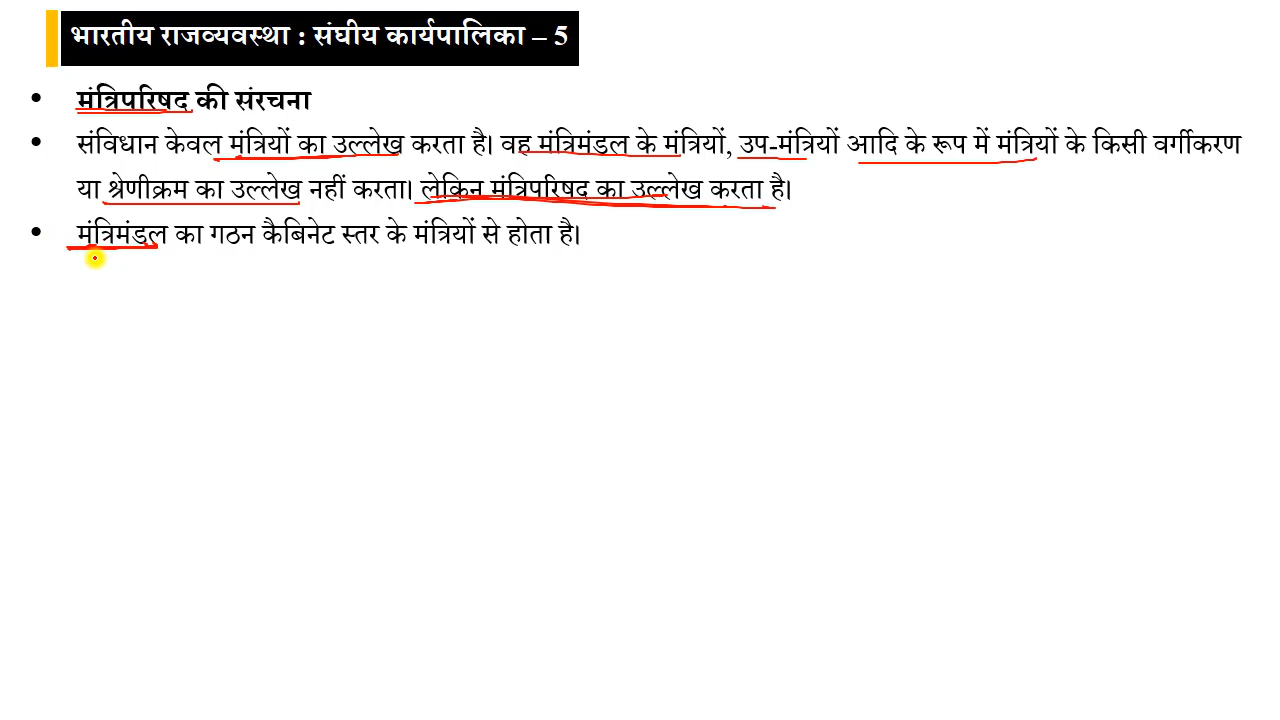 भारतीय राजव्यवस्था : संघीय कार्यपालिका – 5
• मंत्रिपरिषद की संरचना
• संविधान केवल मंत्रियों का उल्लेख करता है। वह मंत्रिमंडल के मंत्रियों, उप-मंत्रियों आदि के रूप में मंत्रियों के किसी वर्गीकरण
या श्रेणीक्रम का उल्लेख नहीं करता। लेकिन मंत्रिपरिषद का उल्लेख करता है।
• मंत्रिमंडल का गठन कैबिनेट स्तर के मंत्रियों से होता है।